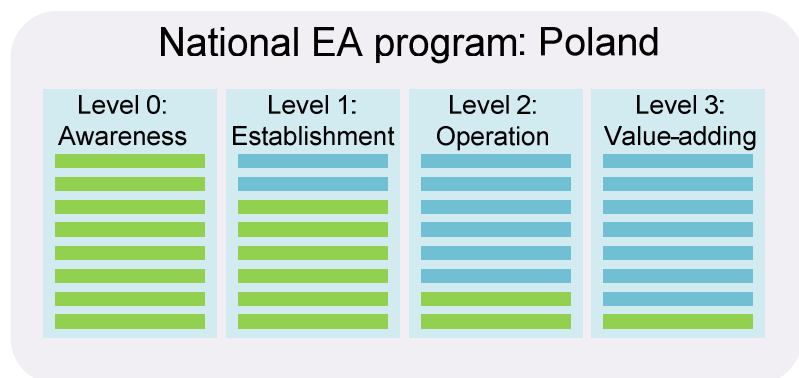 National EA program: Poland
Level 0:
Awareness
Level 1:
Establishment
Level 2:
Operation
Level 3:
Value-adding